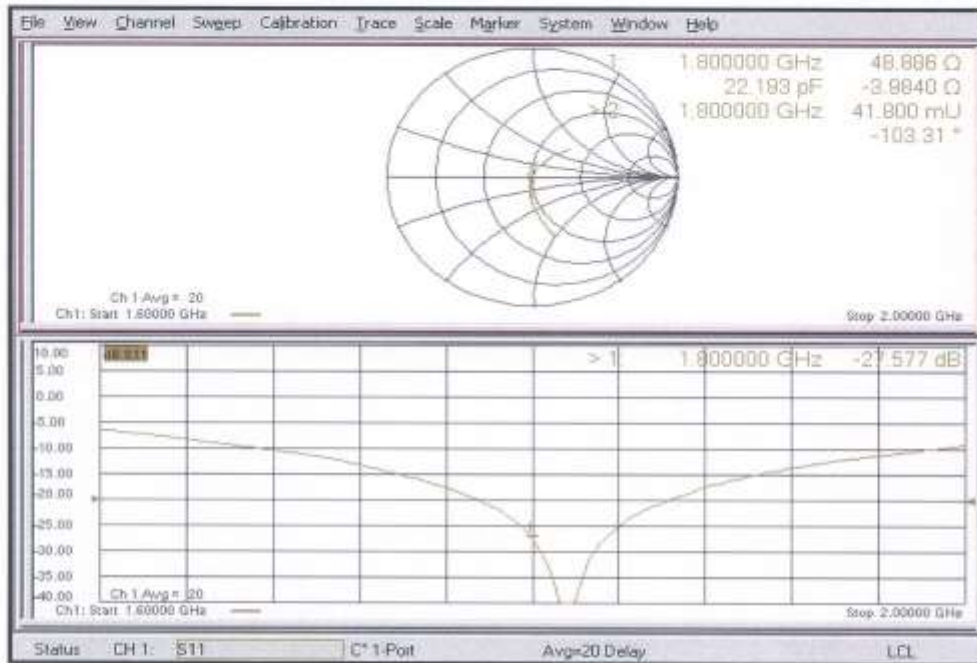 File View Channel Sweep Calibration Trace Scale Marker System Window Help
1 1.800000 GHz 48.886 Ω
22.193 pF -3.9840 Ω
> 2 1.800000 GHz 41.800 mU
-103.31 °
Ch 1 Avg = 20
Ch1: Start 1.60000 GHz
Stop 2.00000 GHz
> 1 1.800000 GHz -27.577 dB
10.00
5.00
0.00
-5.00
-10.00
-15.00
-20.00
-25.00
-30.00
-35.00
-40.00
1
Ch 1 Avg = 20
Ch1: Start 1.60000 GHz
Stop 2.00000 GHz
Status CH 1: S11 C* 1-Port Avg=20 Delay LCL